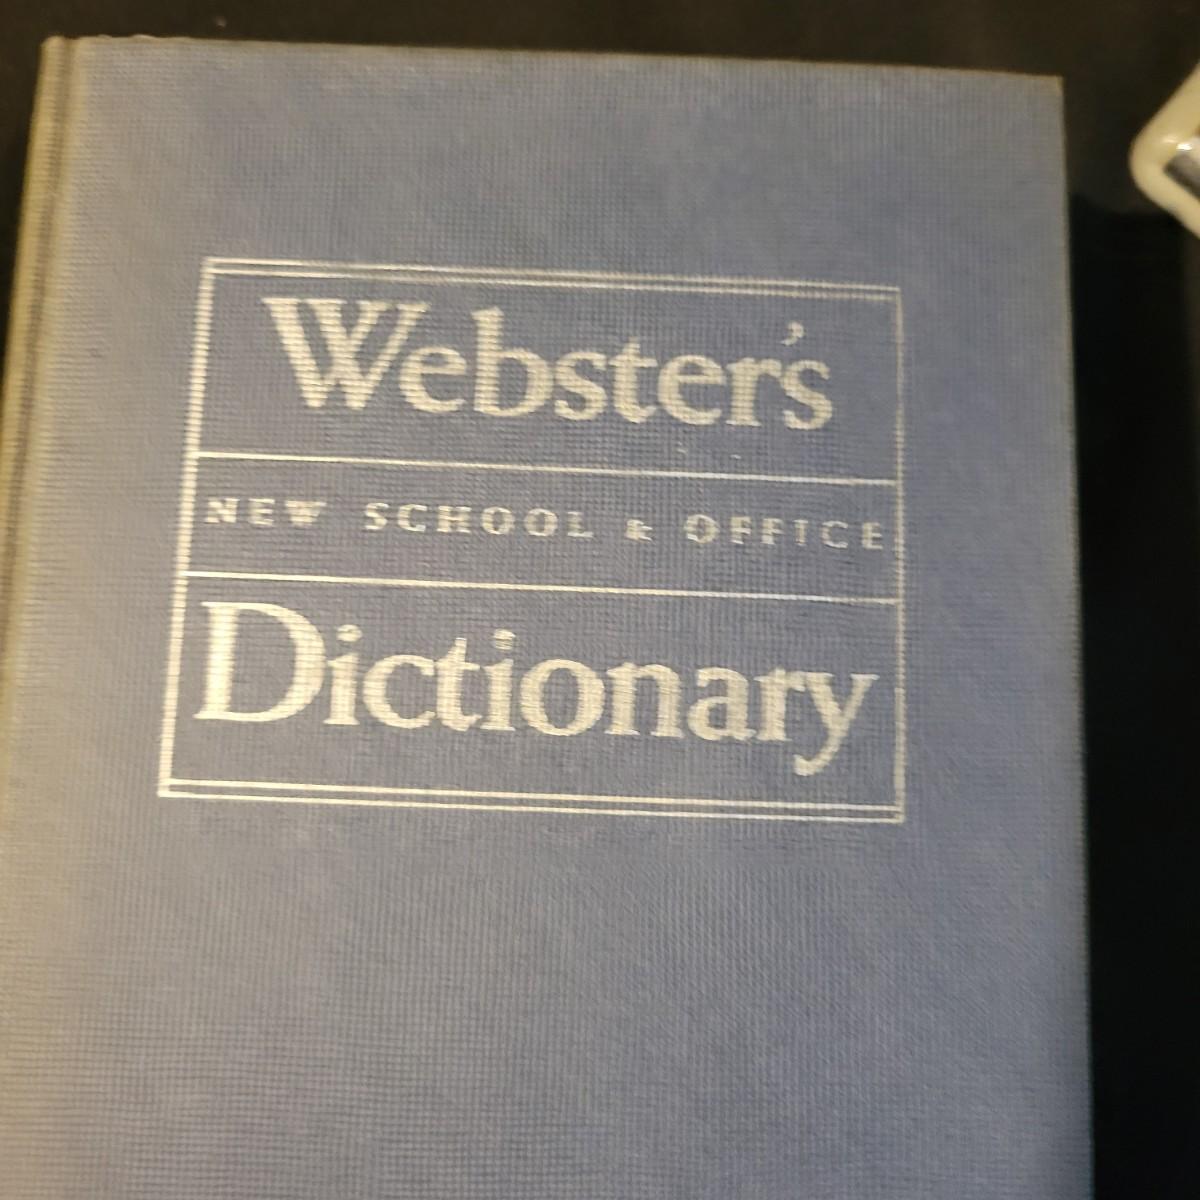 Webster's
NEW SCHOOL & OFFICE
Dictionary